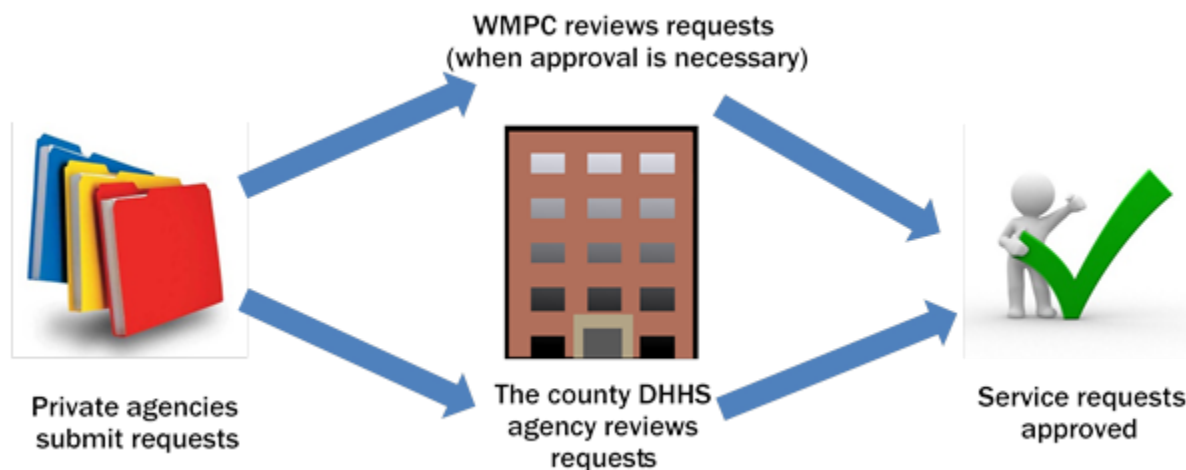 WMPC reviews requests
(when approval is necessary)
Private agencies
submit requests
The county DHHS
agency reviews
requests
Service requests
approved